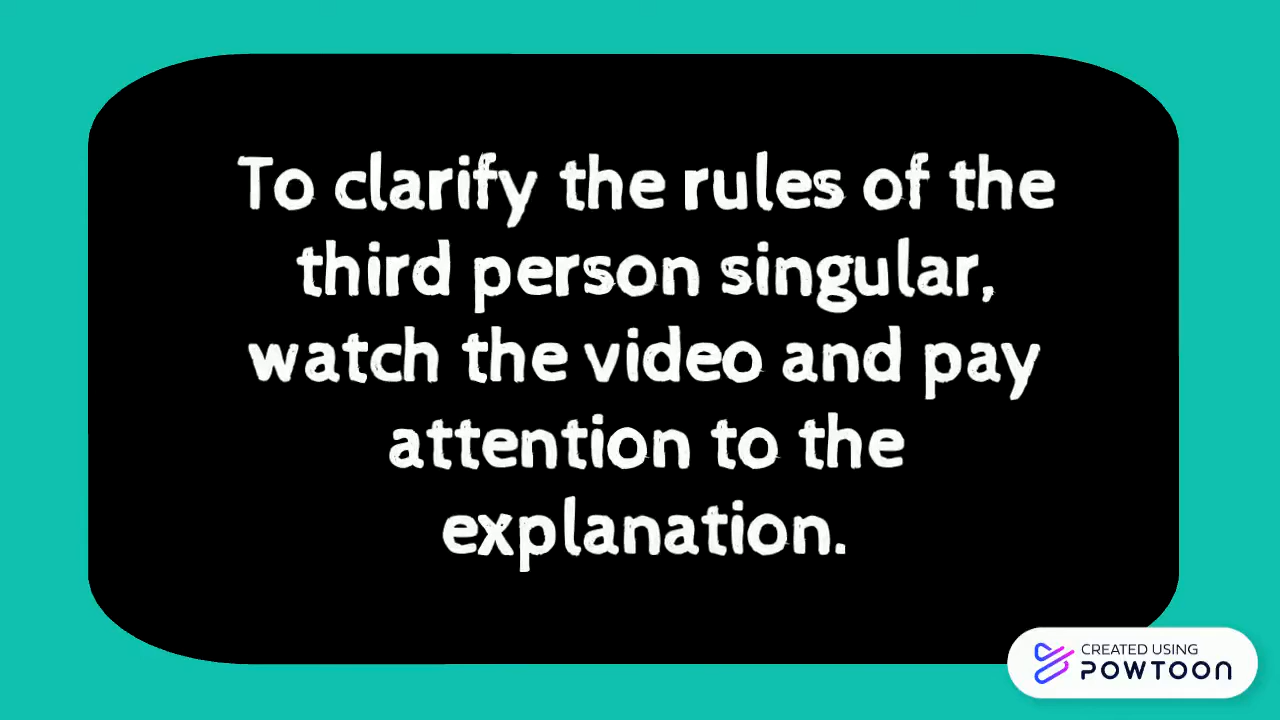 To clarify the rules of the
third person singular,
watch the video and pay
attention to the
explanation.
CREATED USING
POWTOON